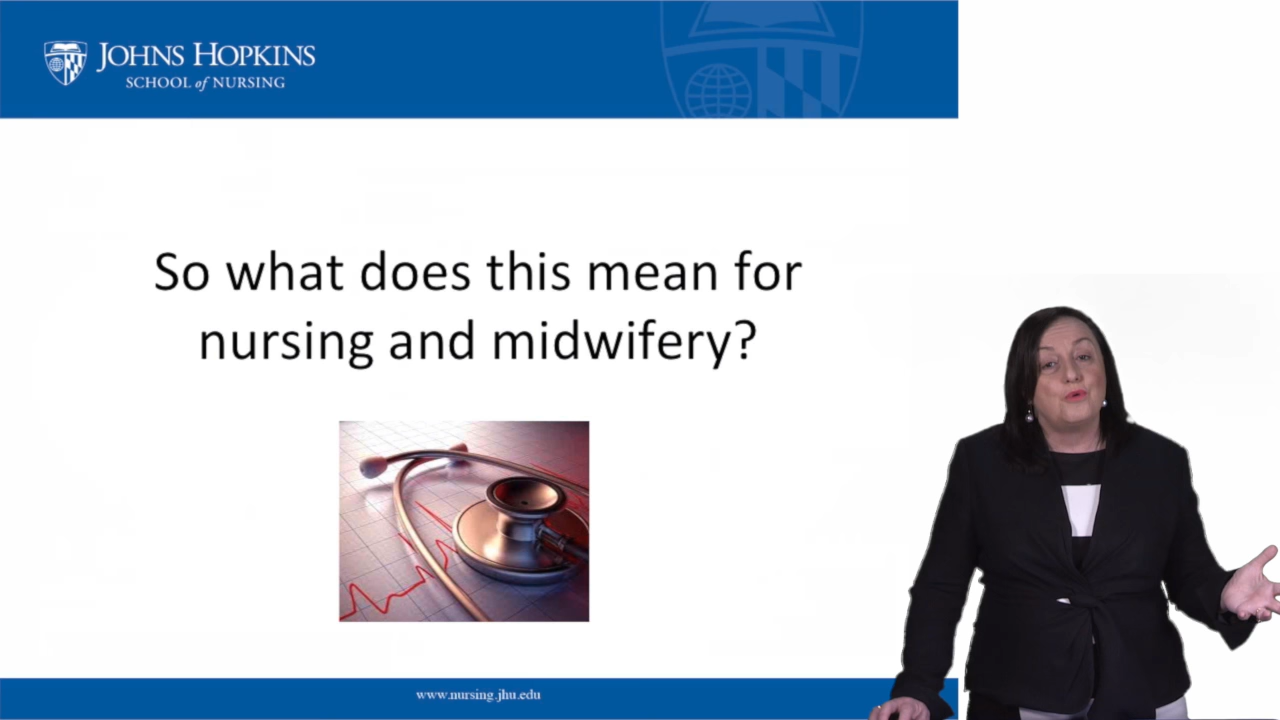 JOHNS HOPKINS
SCHOOL of NURSING
So what does this mean for
nursing and midwifery?
www.nursing.jhu.edu